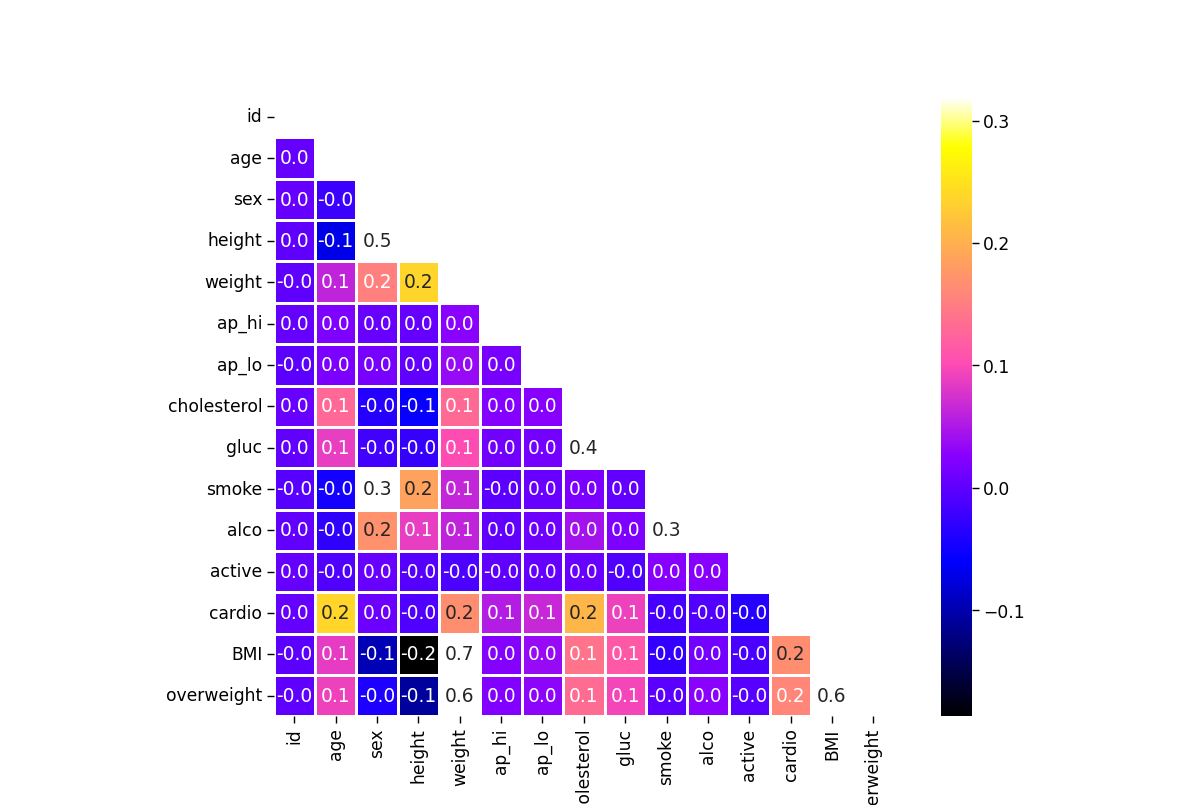 id
age 0.0
sex 0.0 -0.0
height 0.0 -0.1 0.5
weight -0.0 0.1 0.2 0.2
ap_hi 0.0 0.0 0.0 0.0 0.0
ap_lo -0.0 0.0 0.0 0.0 0.0 0.0
cholesterol 0.0 0.1 -0.0 -0.1 0.1 0.0 0.0
gluc 0.0 0.1 -0.0 -0.0 0.1 0.0 0.0 0.4
smoke -0.0 -0.0 0.3 0.2 0.1 -0.0 0.0 0.0 0.0
alco 0.0 -0.0 0.2 0.1 0.1 0.0 0.0 0.0 0.0 0.3
active 0.0 -0.0 0.0 -0.0 -0.0 -0.0 0.0 0.0 -0.0 0.0 0.0
cardio 0.0 0.2 0.0 -0.0 0.2 0.1 0.1 0.2 0.1 -0.0 -0.0 -0.0
BMI -0.0 0.1 -0.1 -0.2 0.7 0.0 0.0 0.1 0.1 -0.0 0.0 -0.0 0.2
overweight -0.0 0.1 -0.0 -0.1 0.6 0.0 0.0 0.1 0.1 -0.0 0.0 -0.0 0.2 0.6
id age sex height weight ap_hi ap_lo olesterol gluc smoke alco active cardio BMI erweight
0.3
0.2
0.1
0.0
−0.1